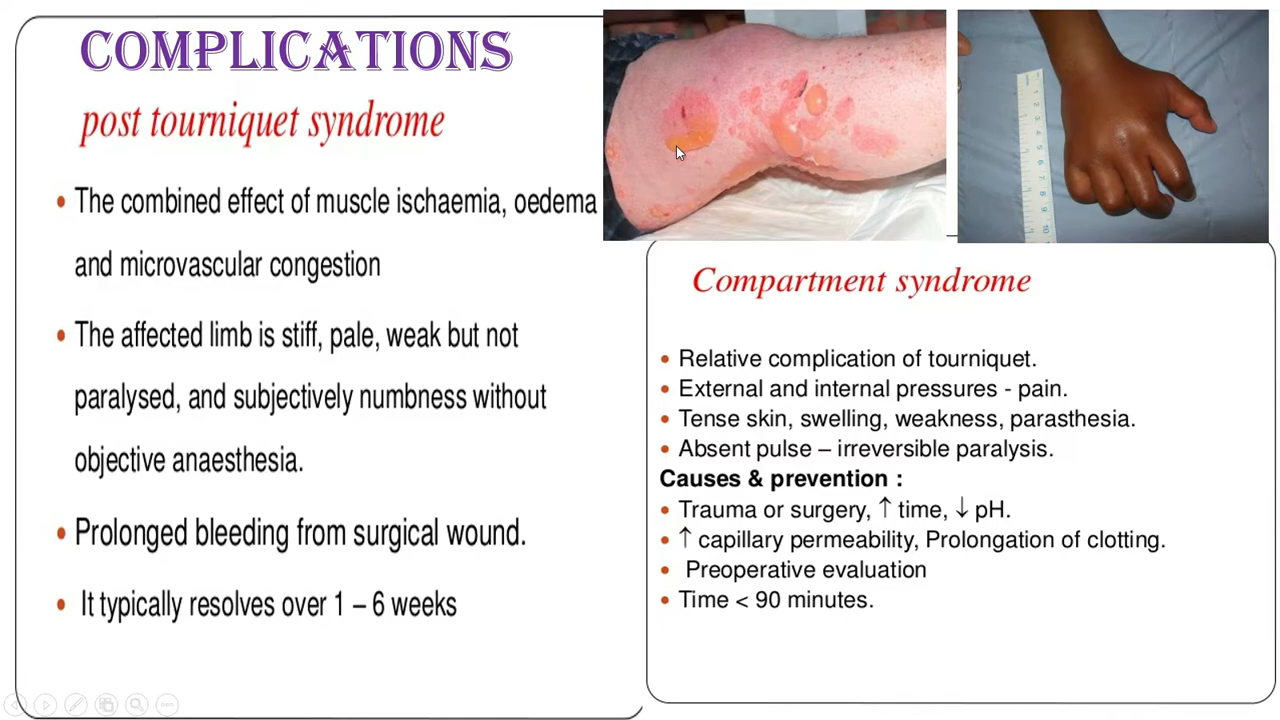 COMPLICATIONS
post tourniquet syndrome
• The combined effect of muscle ischaemia, oedema
and microvascular congestion
• The affected limb is stiff, pale, weak but not
paralysed, and subjectively numbness without
objective anaesthesia.
• Prolonged bleeding from surgical wound.
• It typically resolves over 1 – 6 weeks
Compartment syndrome
• Relative complication of tourniquet.
• External and internal pressures - pain.
• Tense skin, swelling, weakness, parasthesia.
• Absent pulse – irreversible paralysis.
Causes & prevention :
• Trauma or surgery, ↑ time, ↓ pH.
• ↑ capillary permeability, Prolongation of clotting.
• Preoperative evaluation
• Time < 90 minutes.